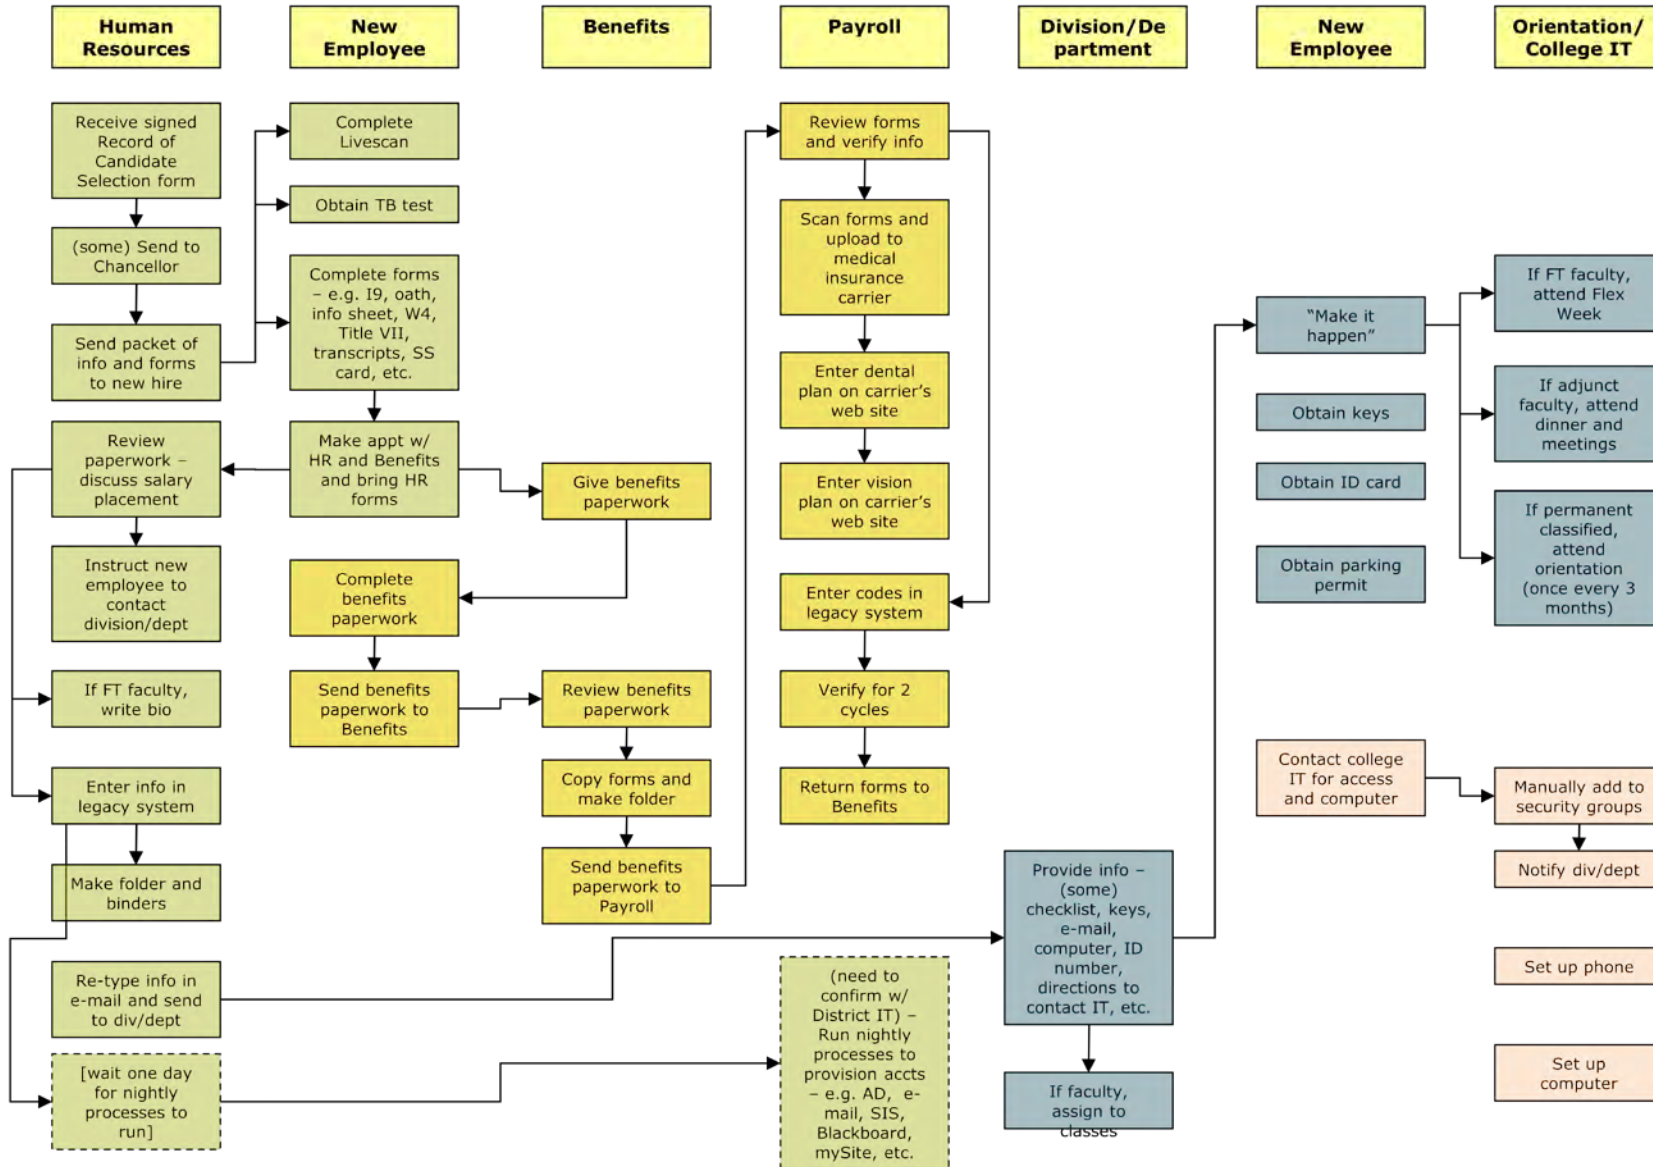 Human
Resources
New
Employee
Benefits
Payroll
Division/De
partment
New
Employee
Orientation/
College IT
Receive signed
Record of
Candidate
Selection form
(some) Send to
Chancellor
Send packet of
info and forms
to new hire
Review
paperwork –
discuss salary
placement
Instruct new
employee to
contact
division/dept
If FT faculty,
write bio
Enter info in
legacy system
Make folder and
binders
Re-type info in
e-mail and send
to div/dept
[wait one day
for nightly
processes to
run]
Complete
Livescan
Obtain TB test
Complete forms
– e.g. I9, oath,
info sheet, W4,
Title VII,
transcripts, SS
card, etc.
Make appt w/
HR and Benefits
and bring HR
forms
Complete
benefits
paperwork
Send benefits
paperwork to
Benefits
Give benefits
paperwork
Review benefits
paperwork
Copy forms and
make folder
Send benefits
paperwork to
Payroll
Review forms
and verify info
Scan forms and
upload to
medical
insurance
carrier
Enter dental
plan on carrier's
web site
Enter vision
plan on carrier's
web site
Enter codes in
legacy system
Verify for 2
cycles
Return forms to
Benefits
(need to
confirm w/
District IT) –
Run nightly
processes to
provision accts
– e.g. AD, e-
mail, SIS,
Blackboard,
mySite, etc.
Provide info –
(some)
checklist, keys,
e-mail,
computer, ID
number,
directions to
contact IT, etc.
If faculty,
assign to
classes
"Make it
happen"
Obtain keys
Obtain ID card
Obtain parking
permit
Contact college
IT for access
and computer
If FT faculty,
attend Flex
Week
If adjunct
faculty, attend
dinner and
meetings
If permanent
classified,
attend
orientation
(once every 3
months)
Manually add to
security groups
Notify div/dept
Set up phone
Set up
computer